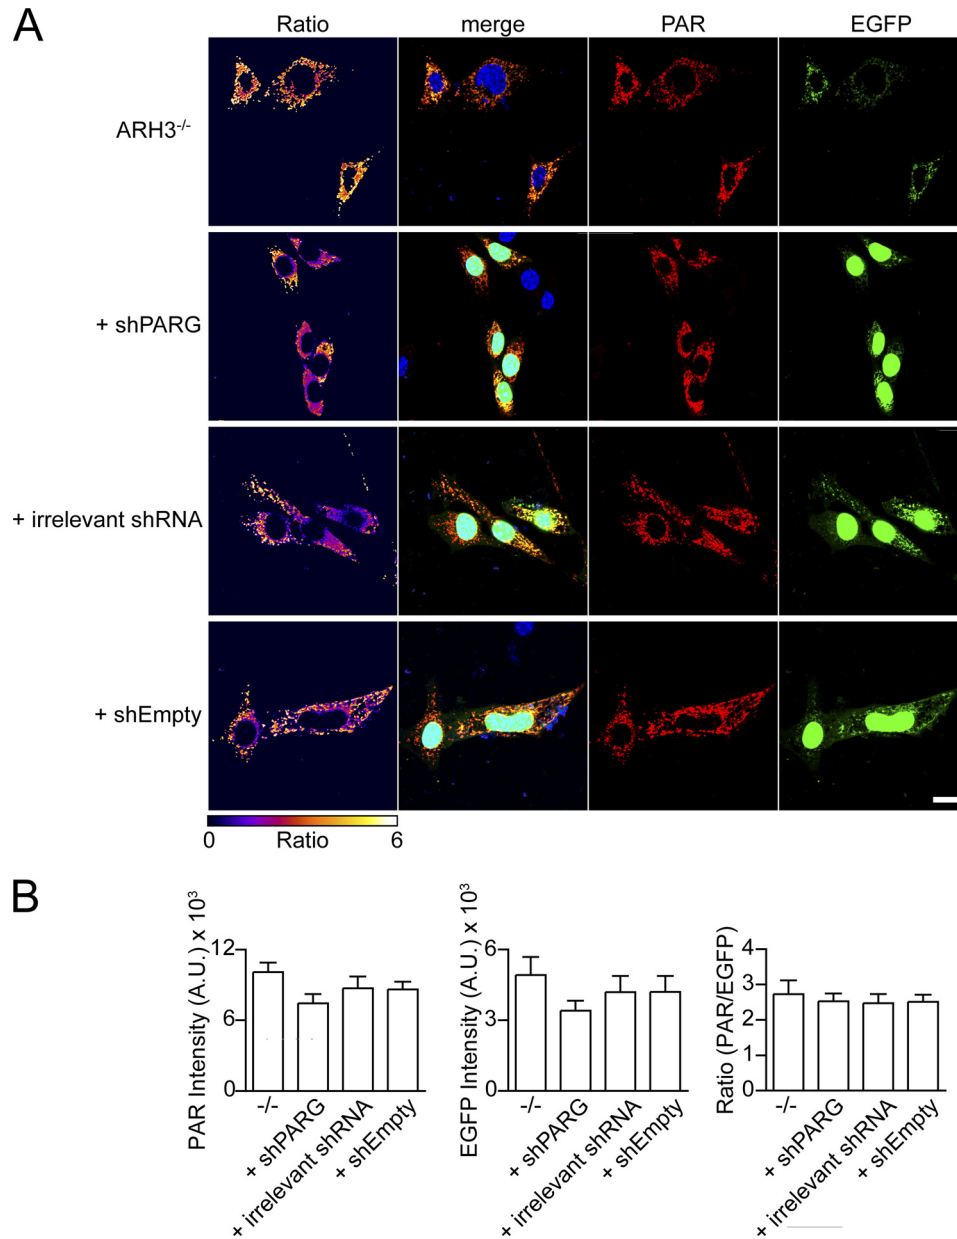 A
Ratio merge PAR EGFP
ARH3-/-
+ shPARG
+ irrelevant shRNA
+ shEmpty
0 Ratio 6
B
PAR Intensity (A.U.) x 10³
12
6
0
-/-
+ shPARG
+ irrelevant shRNA
+ shEmpty
EGFP Intensity (A.U.) x 10³
6
3
0
-/-
+ shPARG
+ irrelevant shRNA
+ shEmpty
Ratio (PAR/EGFP)
4
3
2
1
0
-/-
+ shPARG
+ irrelevant shRNA
+ shEmpty